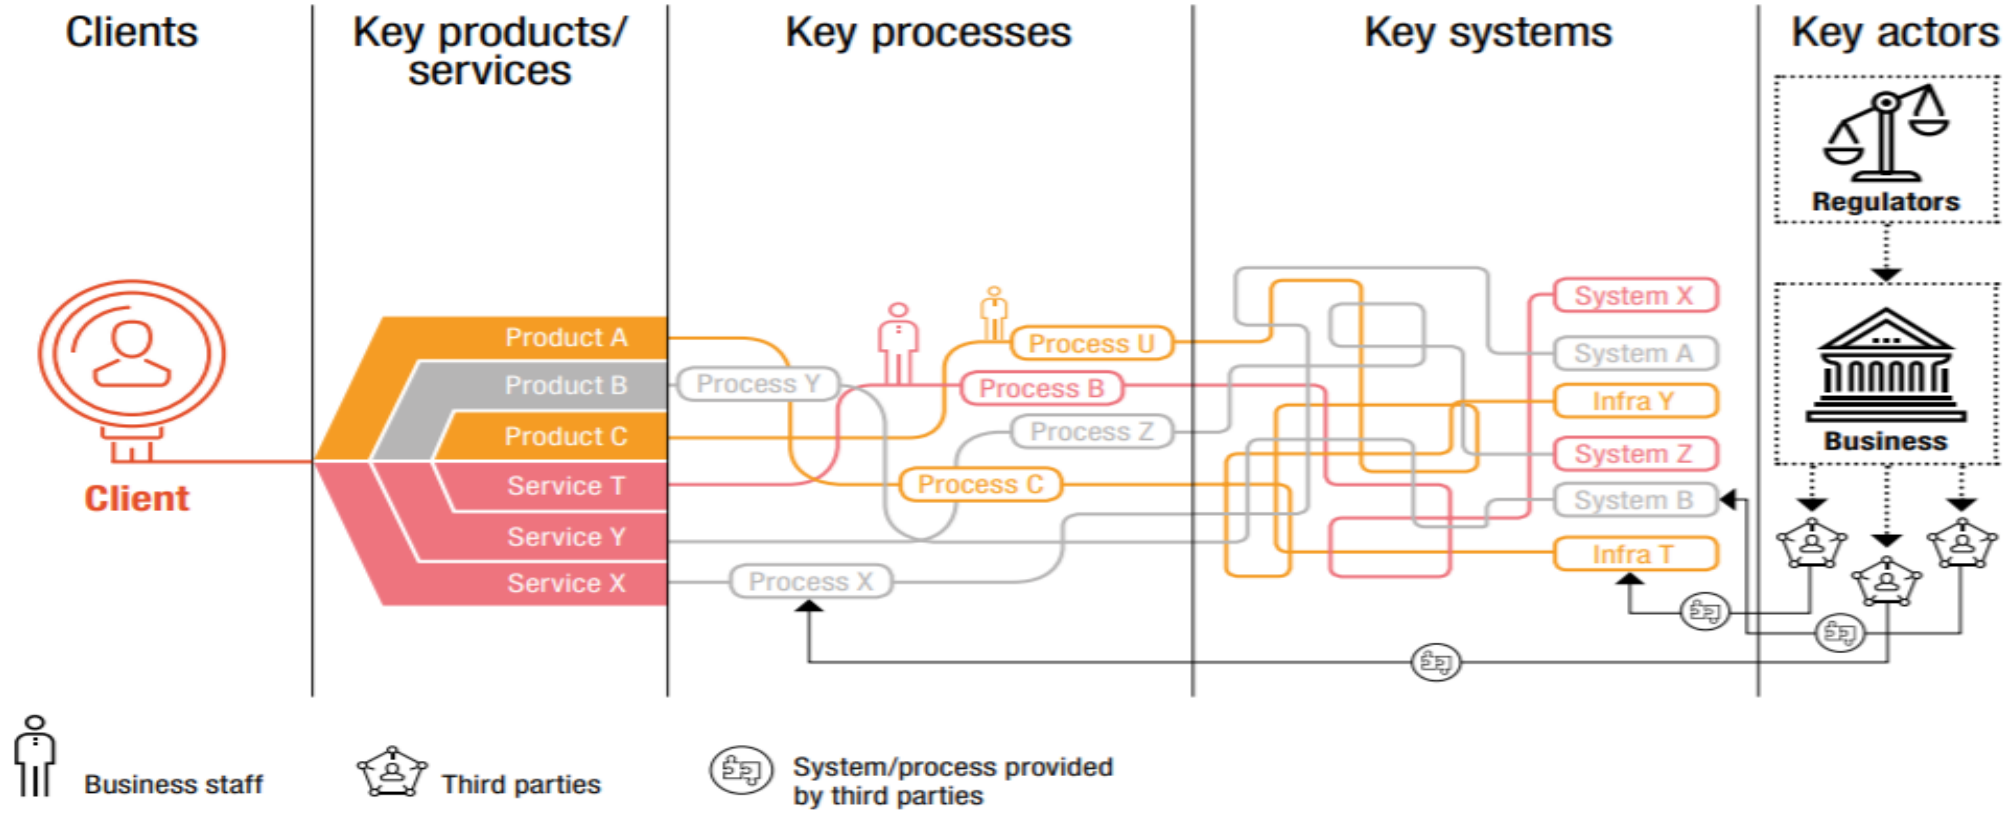 Clients
Key products/
services
Key processes
Key systems
Key actors
Client
Product A
Product B
Product C
Service T
Service Y
Service X
Process Y
Process U
Process B
Process Z
Process C
Process X
System X
System A
Infra Y
System Z
System B
Infra T
Regulators
Business
Business staff
Third parties
System/process provided
by third parties